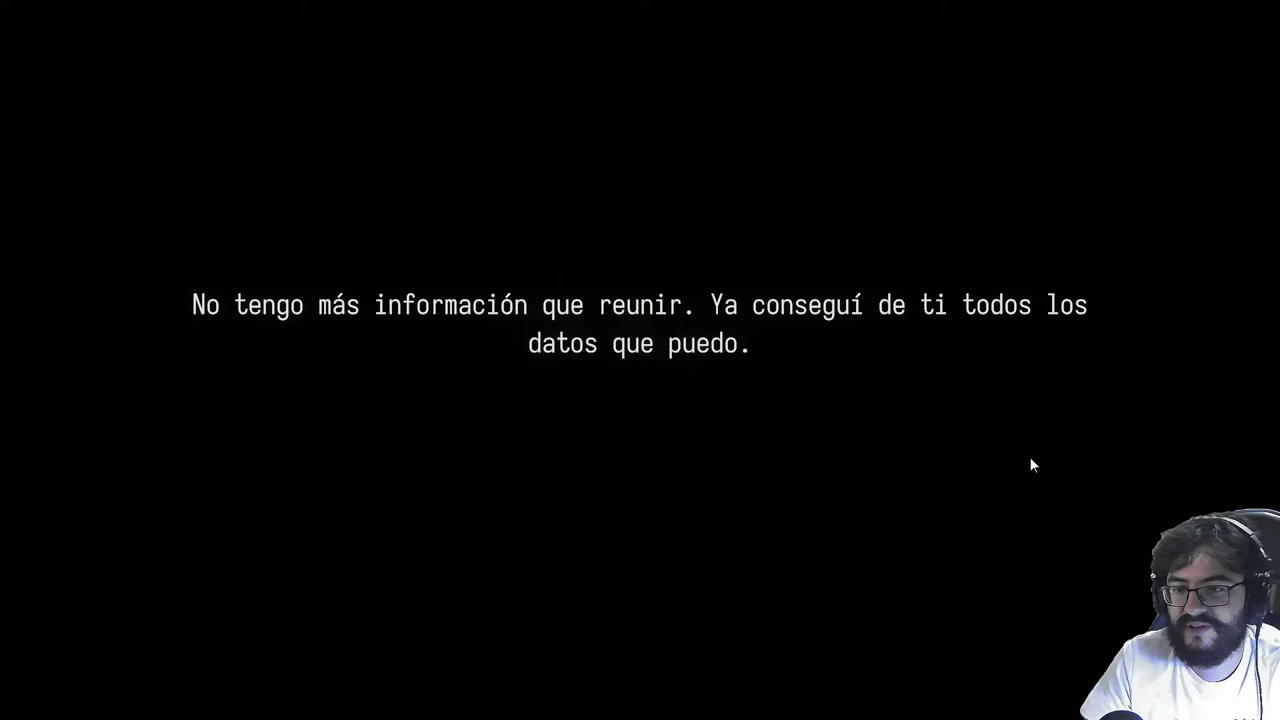 No tengo más información que reunir. Ya conseguí de ti todos los
datos que puedo.